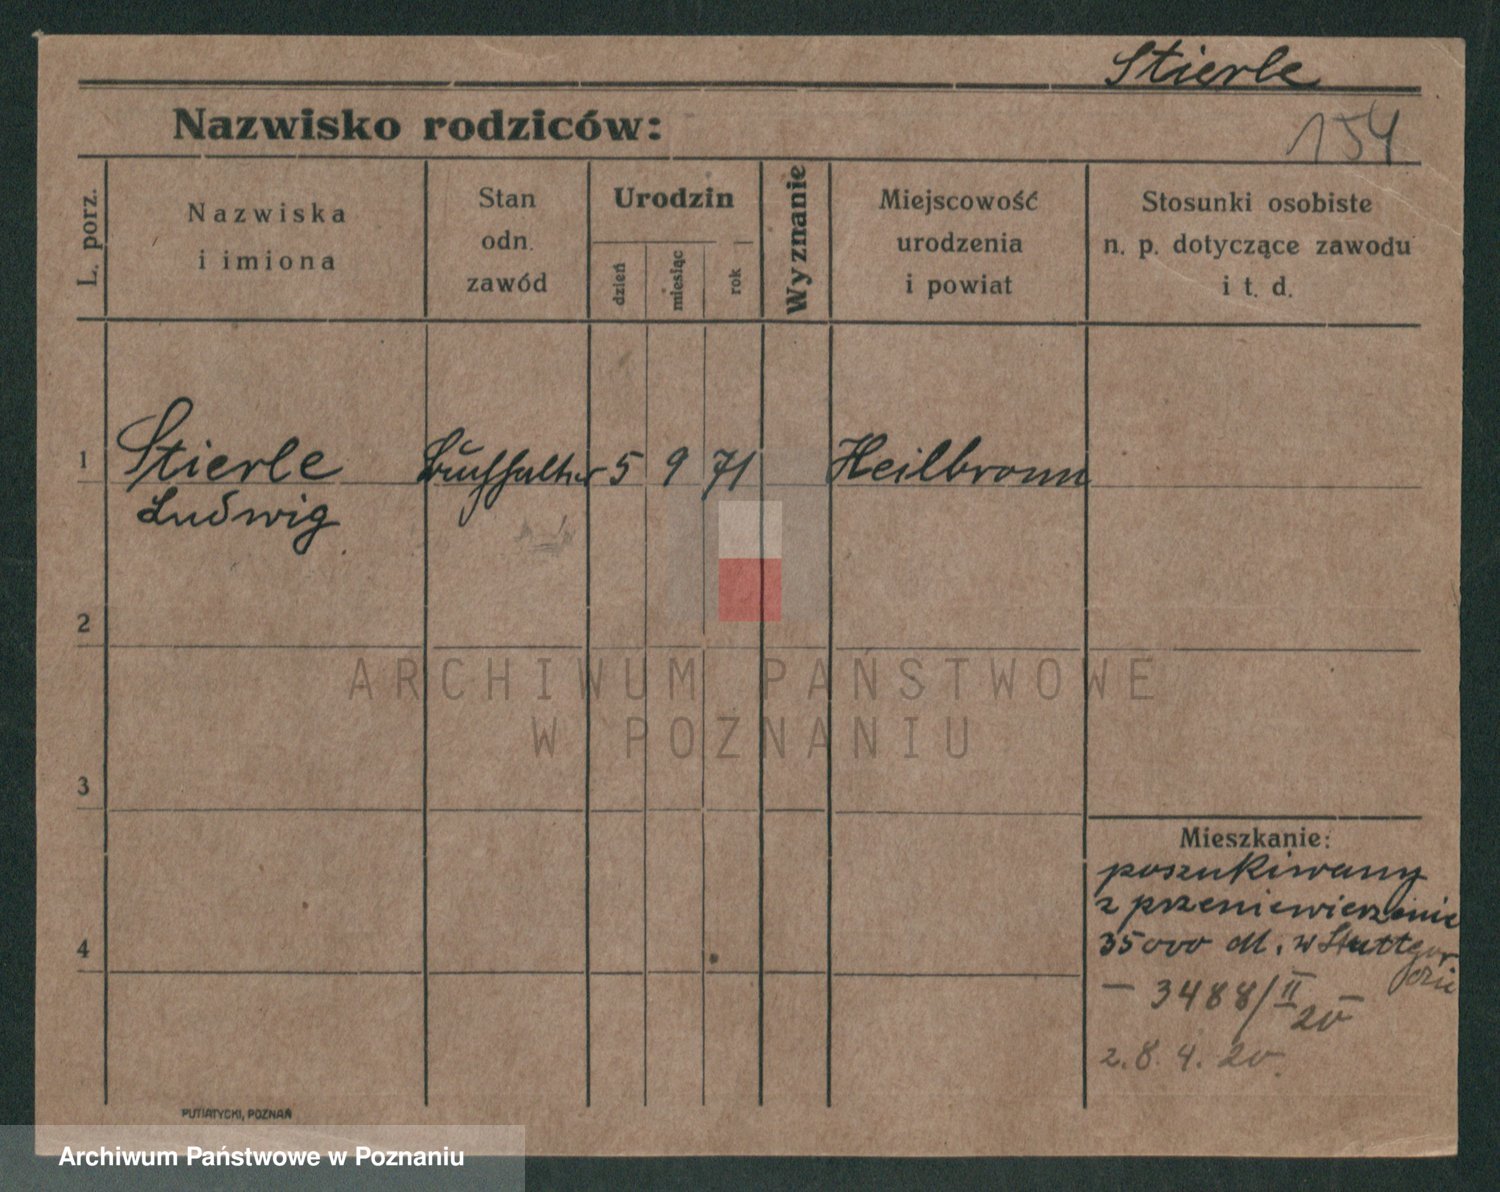 Stierle
Nazwisko rodziców:
154
L. porz.
Nazwiska
i imiona
Stan
odn.
zawód
Urodzin
dzień
miesiąc
rok
Wyznanie
Miejscowość
urodzenia
i powiat
Stosunki osobiste
n. p. dotyczące zawodu
i t. d.
1
Stierle
Ludwig
Buchhalter
5
9
71
Heilbronn
2
ARCHIWUM PAŃSTWOWE
W POZNANIU
3
Mieszkanie:
poszukiwany
z przeniewierzenie
35000 M. w Stuttgar
dzie
4
— 3488/II 20 —
z. 8. 4. 20.
PUTIATYCKI, POZNAŃ
Archiwum Państwowe w Poznaniu